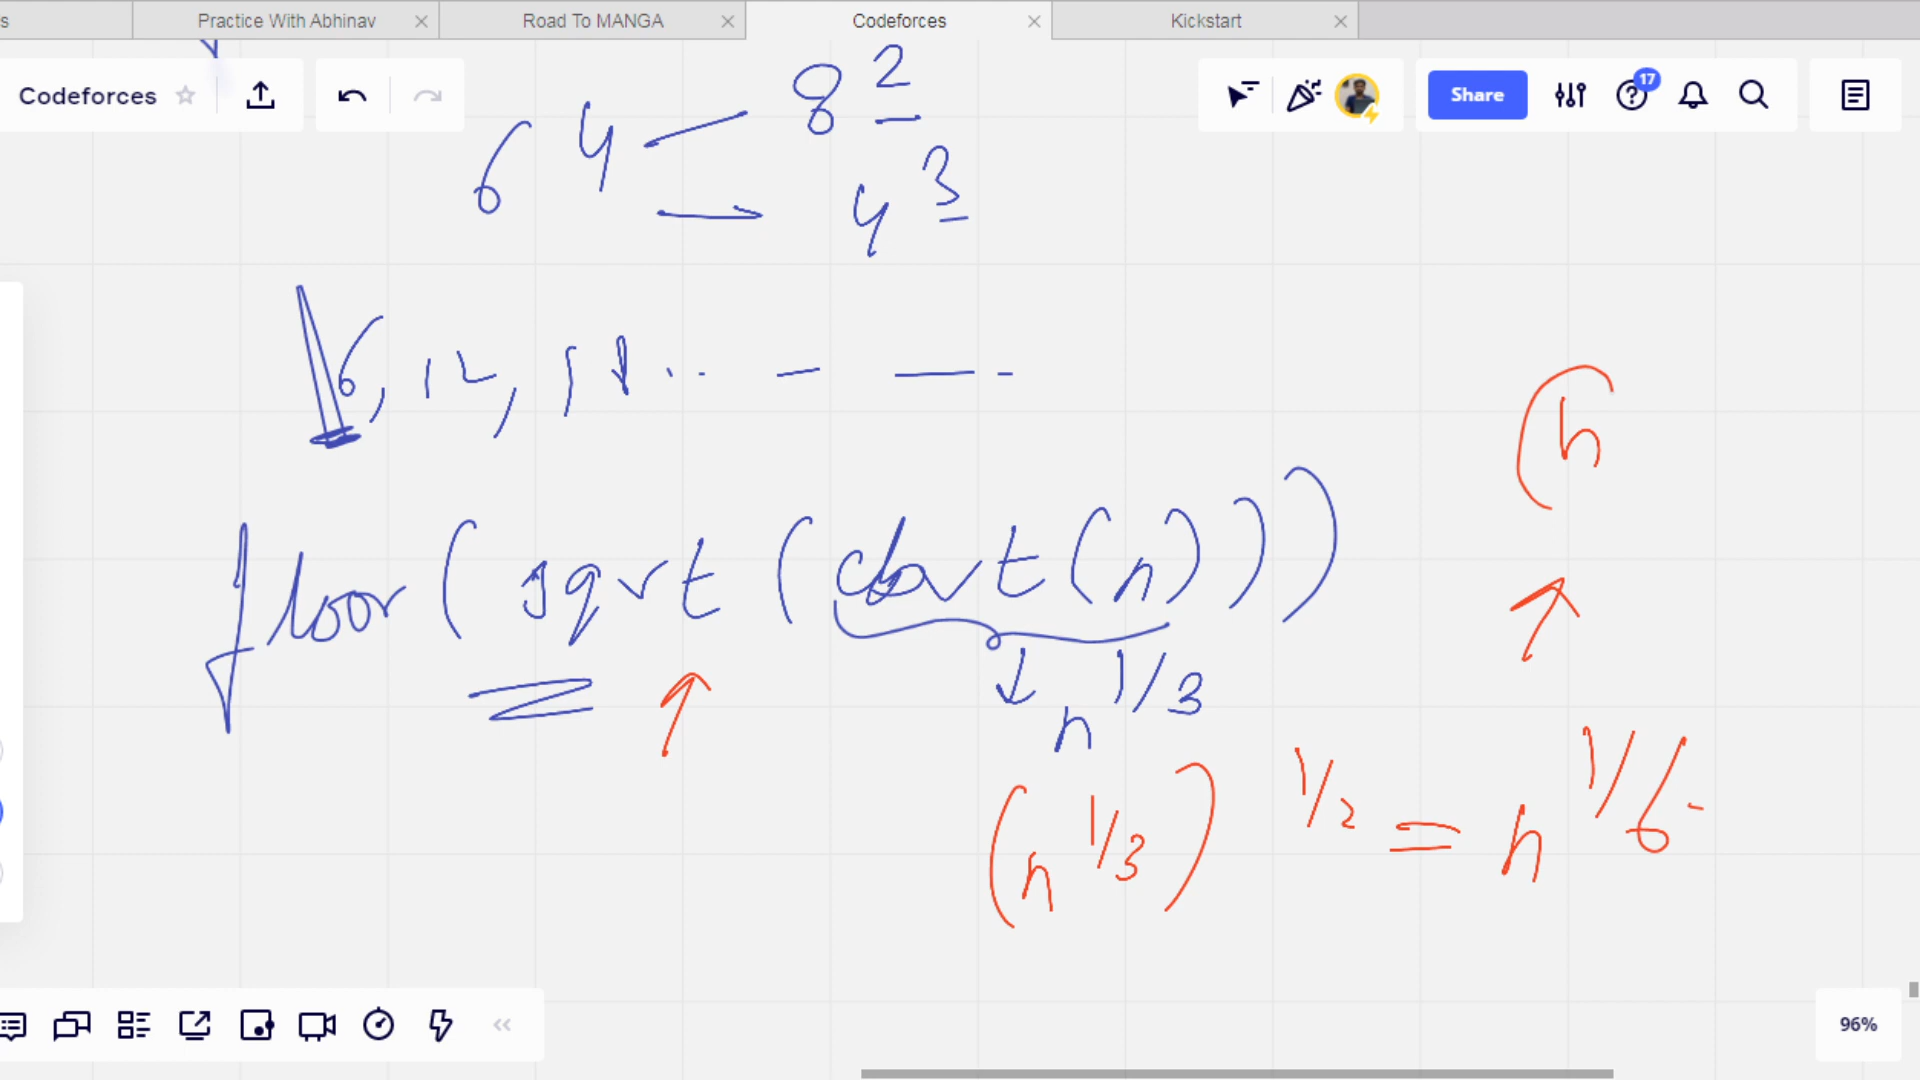 s Practice With Abhinav Road To MANGA Codeforces Kickstart
Codeforces
Share
17
64 8²
4³
6, 12, 18.. — — -
floor(sqrt(cbrt(n)))
n^1/3
(n
(n^1/3)^1/2 = n^1/6
96%